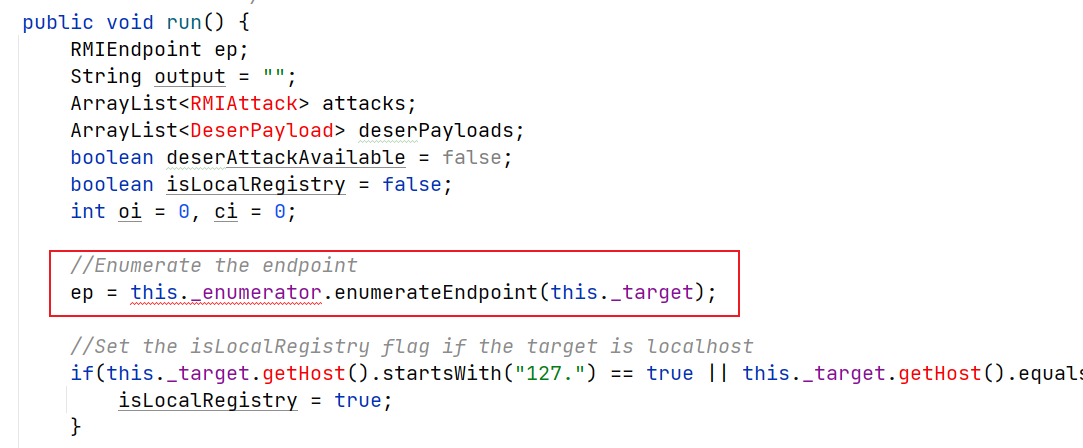 public void run() {
RMIEndpoint ep;
String output = "";
ArrayList<RMIAttack> attacks;
ArrayList<DeserPayload> deserPayloads;
boolean deserAttackAvailable = false;
boolean isLocalRegistry = false;
int oi = 0, ci = 0;
//Enumerate the endpoint
ep = this._enumerator.enumerateEndpoint(this._target);
//Set the isLocalRegistry flag if the target is localhost
if(this._target.getHost().startsWith("127.") == true || this._target.getHost().equals
isLocalRegistry = true;
}